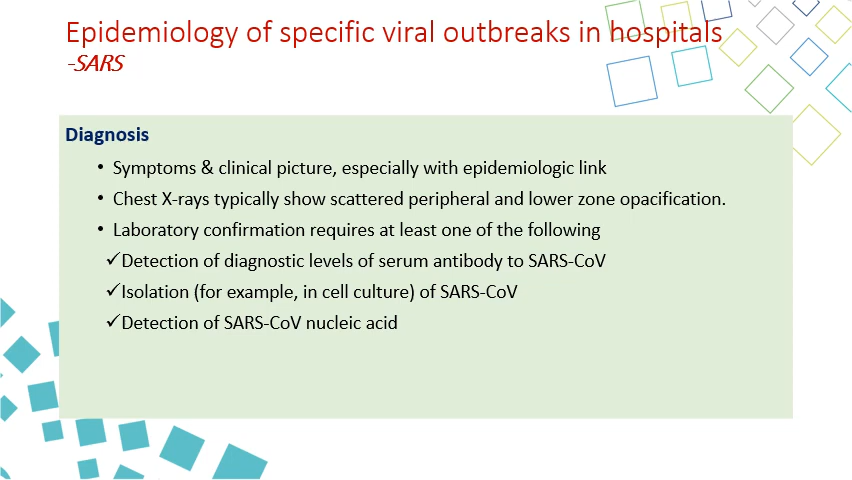 Epidemiology of specific viral outbreaks in hospitals
-SARS
Diagnosis
• Symptoms & clinical picture, especially with epidemiologic link
• Chest X-rays typically show scattered peripheral and lower zone opacification.
• Laboratory confirmation requires at least one of the following
✓Detection of diagnostic levels of serum antibody to SARS-CoV
✓Isolation (for example, in cell culture) of SARS-CoV
✓Detection of SARS-CoV nucleic acid